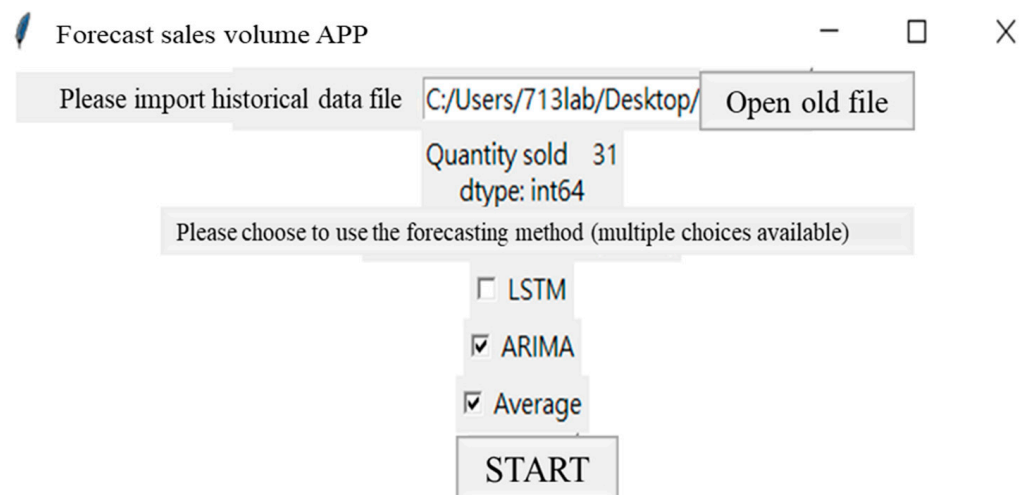 Forecast sales volume APP
Please import historical data file C:/Users/713lab/Desktop/ Open old file
Quantity sold 31
dtype: int64
Please choose to use the forecasting method (multiple choices available)
LSTM
ARIMA
Average
START